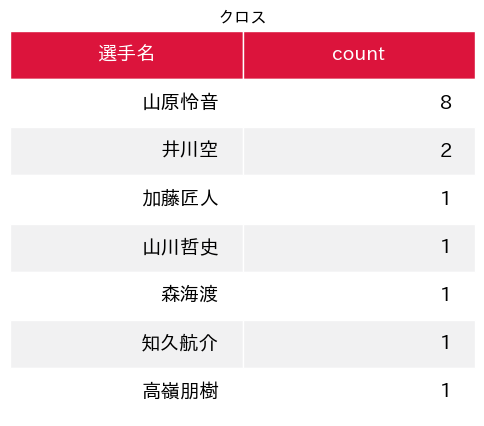 クロス
選手名 count
山原怜音 8
井川空 2
加藤匠人 1
山川哲史 1
森海渡 1
知久航介 1
高嶺朋樹 1